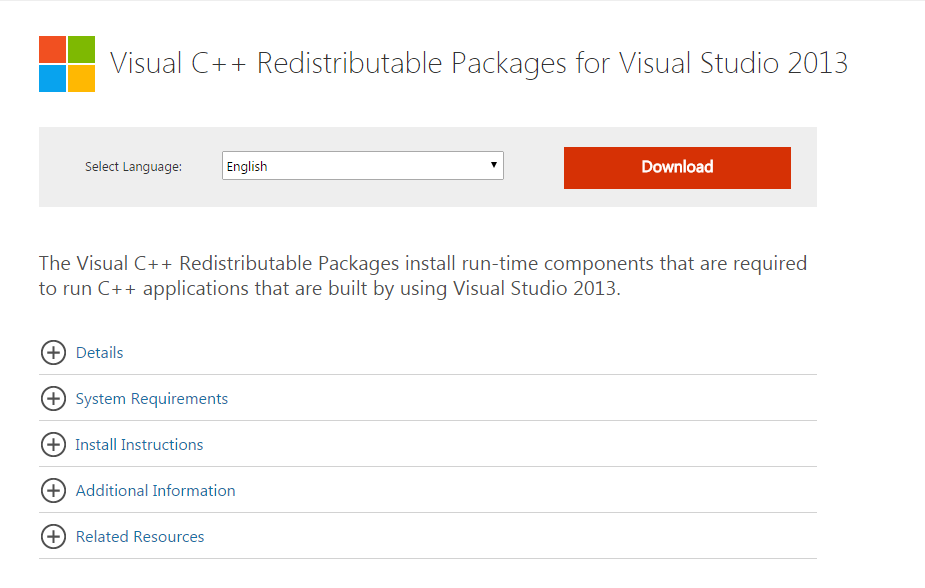 Visual C++ Redistributable Packages for Visual Studio 2013
Select Language:
English
Download
The Visual C++ Redistributable Packages install run-time components that are required
to run C++ applications that are built by using Visual Studio 2013.
Details
System Requirements
Install Instructions
Additional Information
Related Resources